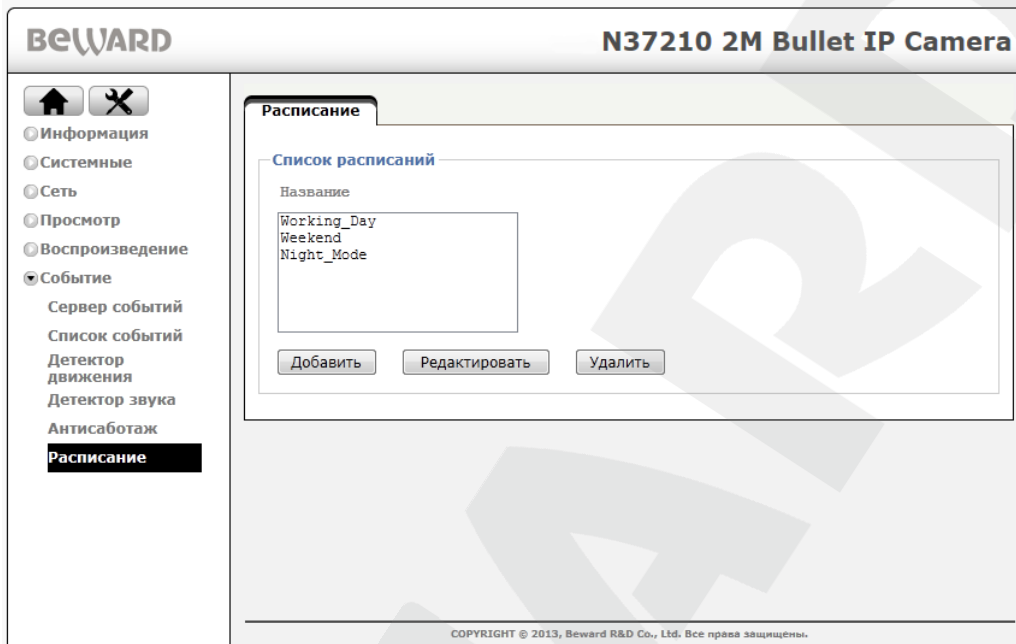 BEWARD
N37210 2M Bullet IP Camera
Информация
Системные
Сеть
Просмотр
Воспроизведение
Событие
Сервер событий
Список событий
Детектор
движения
Детектор звука
Антисаботаж
Расписание
Расписание
Список расписаний
Название
Working_Day
Weekend
Night_Mode
Добавить
Редактировать
Удалить
COPYRIGHT © 2013, Beward R&D Co., Ltd. Все права защищены.